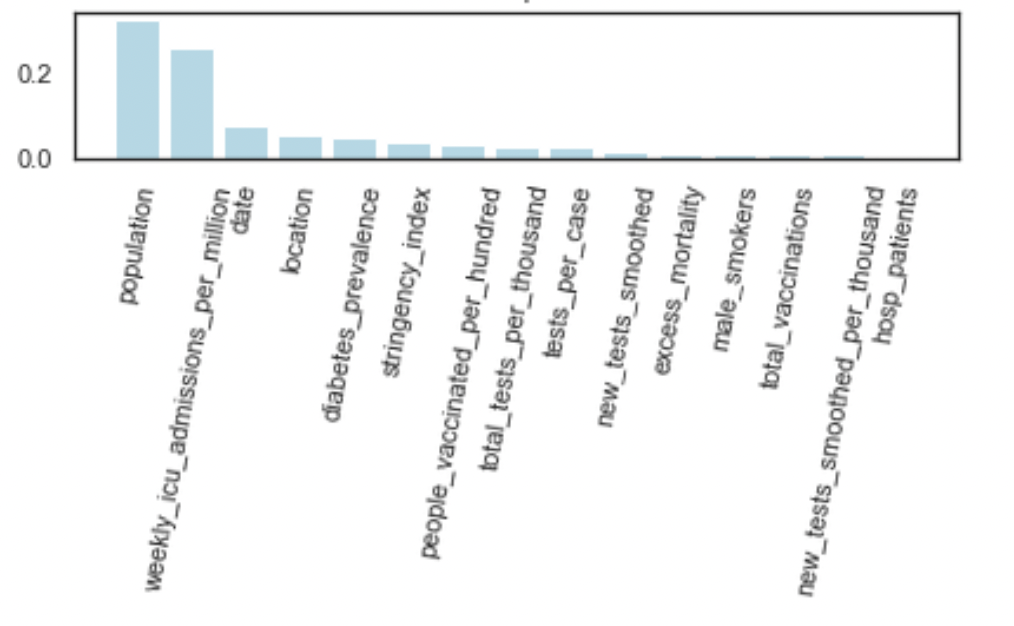 0.2
0.0
population
weekly_icu_admissions_per_million
date
location
diabetes_prevalence
stringency_index
people_vaccinated_per_hundred
total_tests_per_thousand
tests_per_case
new_tests_smoothed
excess_mortality
male_smokers
total_vaccinations
new_tests_smoothed_per_thousand
hosp_patients